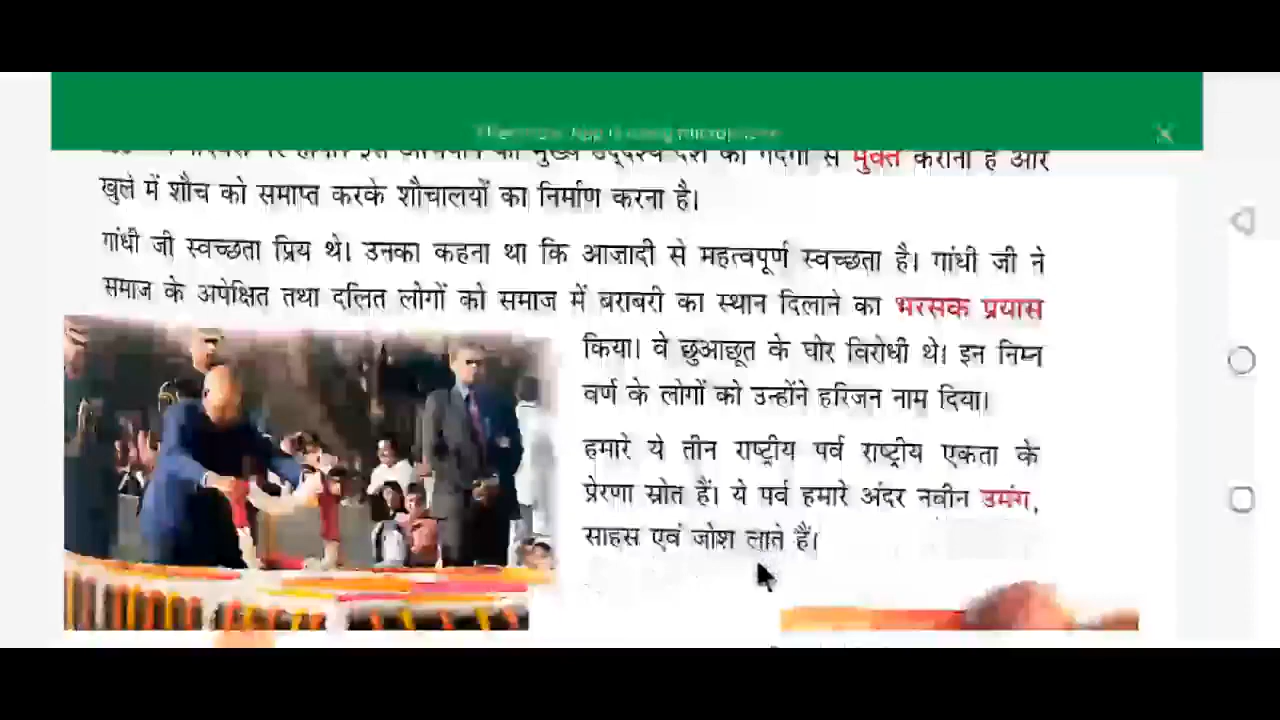 मुक्त कराना है और
खुले में शौच को समाप्त करके शौचालयों का निर्माण करना है।
गांधी जी स्वच्छता प्रिय थे। उनका कहना था कि आज़ादी से महत्वपूर्ण स्वच्छता है। गांधी जी ने
समाज के अपेक्षित तथा दलित लोगों को समाज में बराबरी का स्थान दिलाने का भरसक प्रयास
किया। वे छुआछूत के घोर विरोधी थे। इन निम्न
वर्ण के लोगों को उन्होंने हरिजन नाम दिया।
हमारे ये तीन राष्ट्रीय पर्व राष्ट्रीय एकता के
प्रेरणा स्रोत हैं। ये पर्व हमारे अंदर नवीन उमंग,
साहस एवं जोश लाते हैं।